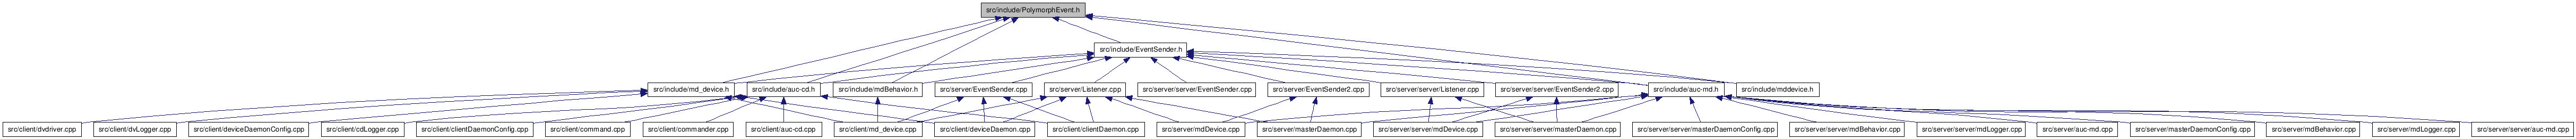 src/include/PolymorphEvent.h
src/include/EventSender.h
src/include/md_device.h
src/include/auc-cd.h
src/include/mdBehavior.h
src/server/EventSender.cpp
src/server/Listener.cpp
src/server/server/EventSender.cpp
src/server/EventSender2.cpp
src/server/server/Listener.cpp
src/server/server/EventSender2.cpp
src/include/auc-md.h
src/include/mddevice.h
src/client/dvdriver.cpp
src/client/dvLogger.cpp
src/client/deviceDaemonConfig.cpp
src/client/cdLogger.cpp
src/client/clientDaemonConfig.cpp
src/client/command.cpp
src/client/commander.cpp
src/client/auc-cd.cpp
src/client/md_device.cpp
src/client/deviceDaemon.cpp
src/client/clientDaemon.cpp
src/server/mdDevice.cpp
src/server/masterDaemon.cpp
src/server/server/mdDevice.cpp
src/server/server/masterDaemon.cpp
src/server/server/masterDaemonConfig.cpp
src/server/server/mdBehavior.cpp
src/server/server/mdLogger.cpp
src/server/auc-md.cpp
src/server/masterDaemonConfig.cpp
src/server/mdBehavior.cpp
src/server/mdLogger.cpp
src/server/server/auc-md.cpp